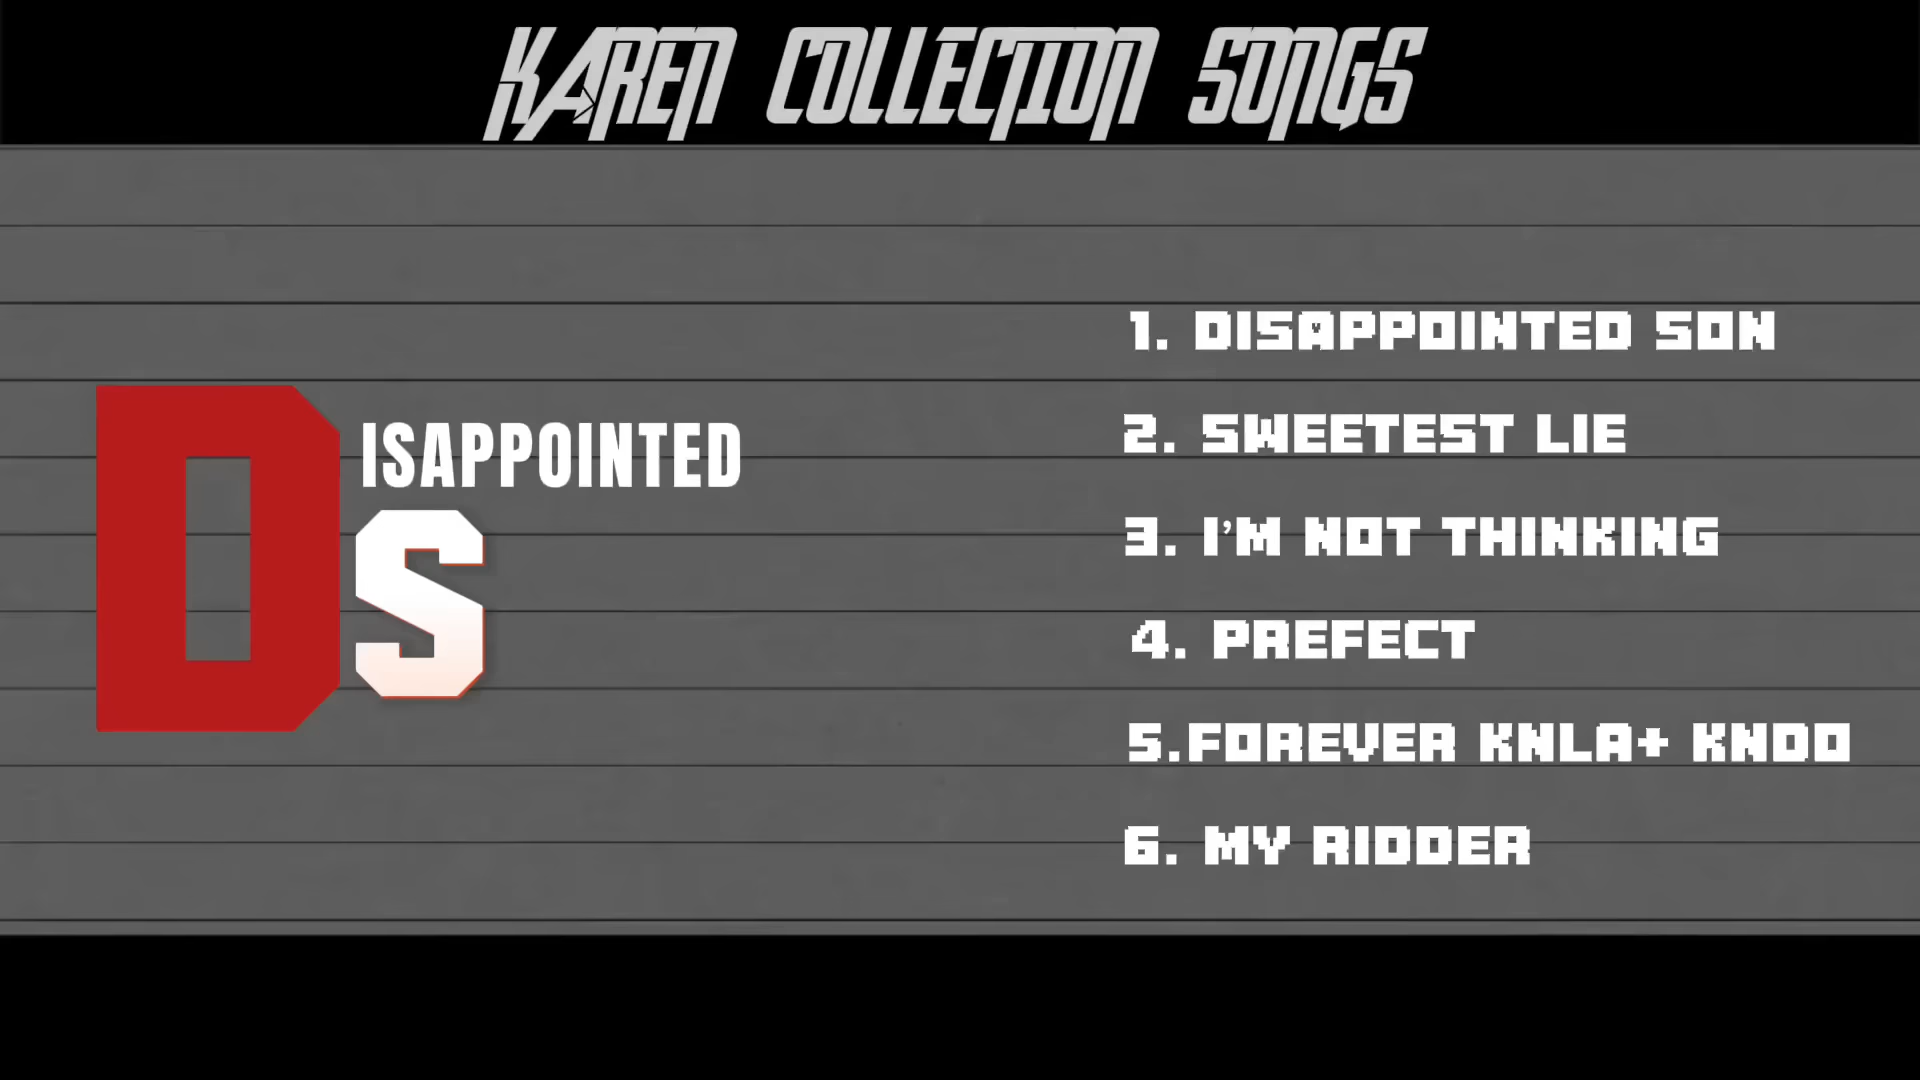 KAREN COLLECTION SONGS
DISAPPOINTED
S
1. DISAPPOINTED SON
2. SWEETEST LIE
3. I'M NOT THINKING
4. PREFECT
5.FOREVER KNLA+ KNDO
6. MY RIDDER